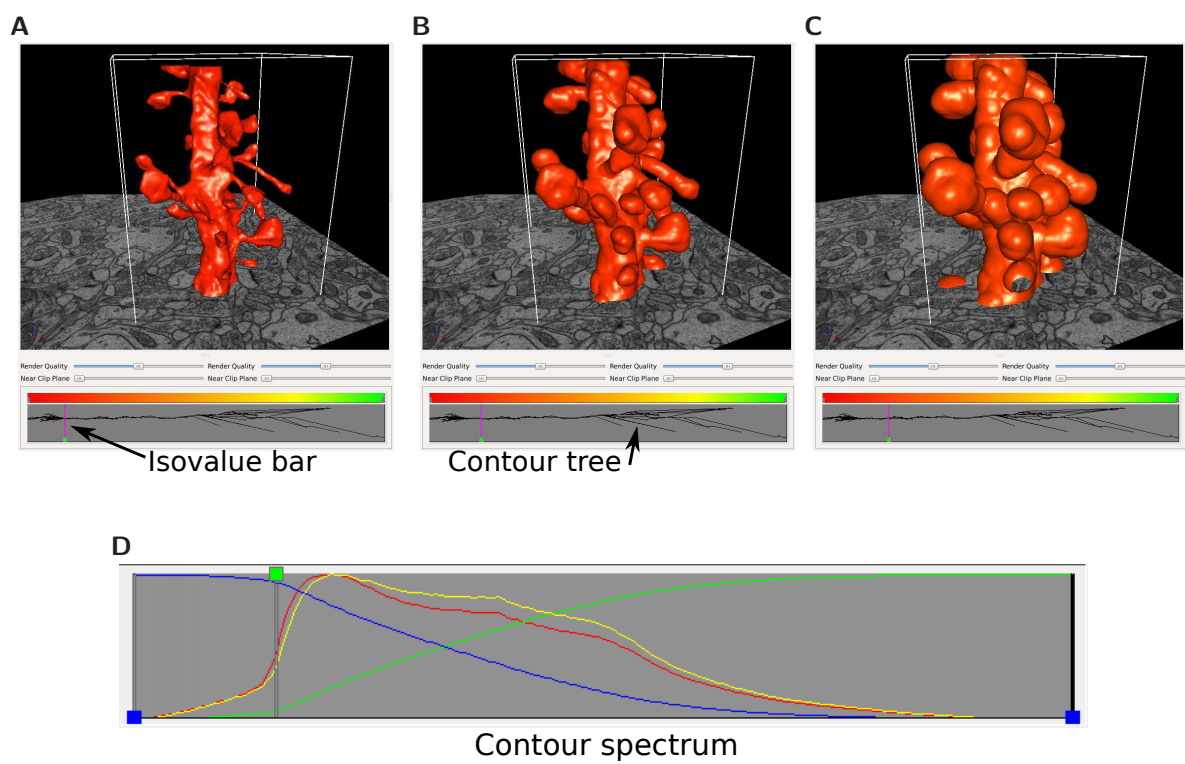 A
B
C
Render Quality
Render Quality
Near Clip Plane
Near Clip Plane
Render Quality
Render Quality
Near Clip Plane
Near Clip Plane
Render Quality
Render Quality
Near Clip Plane
Near Clip Plane
Isovalue bar
Contour tree
D
Contour spectrum